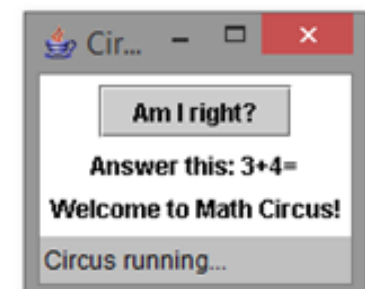 Cir...
Am I right?
Answer this: 3+4=
Welcome to Math Circus!
Circus running...